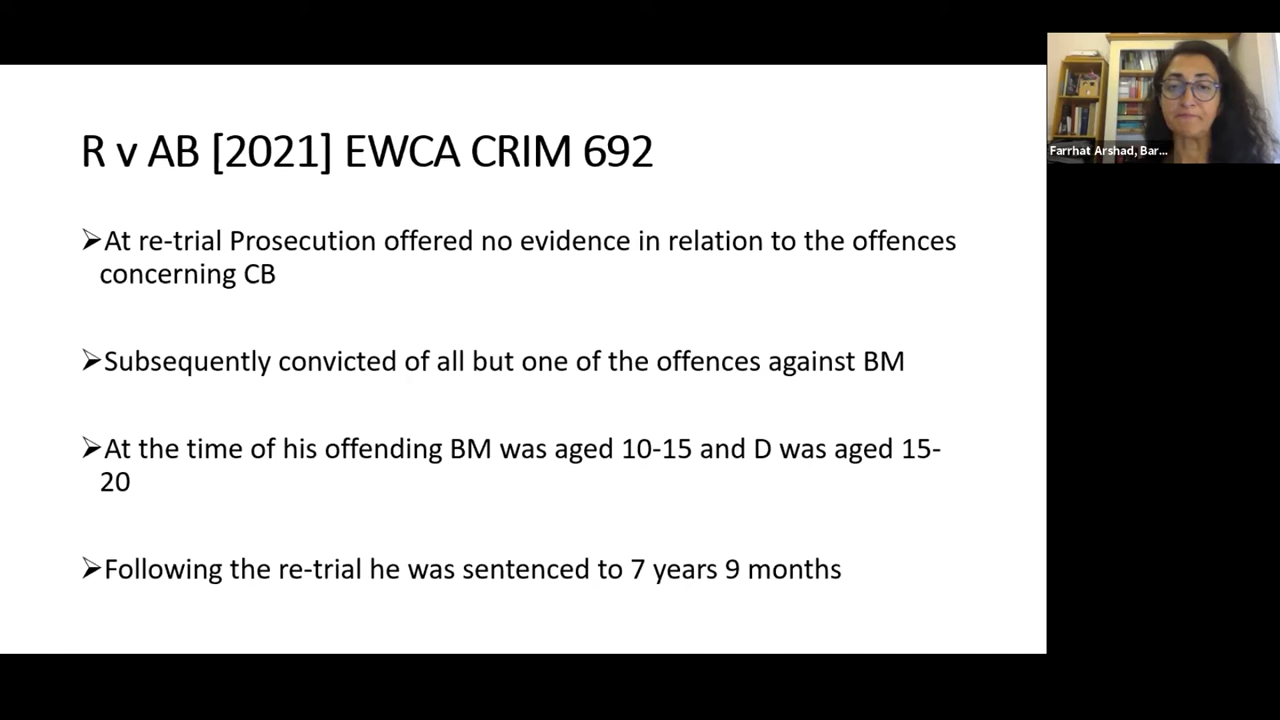 R v AB [2021] EWCA CRIM 692
Farrhat Arshad, Bar...
➢At re-trial Prosecution offered no evidence in relation to the offences
concerning CB
➢Subsequently convicted of all but one of the offences against BM
➢At the time of his offending BM was aged 10-15 and D was aged 15-
20
➢Following the re-trial he was sentenced to 7 years 9 months